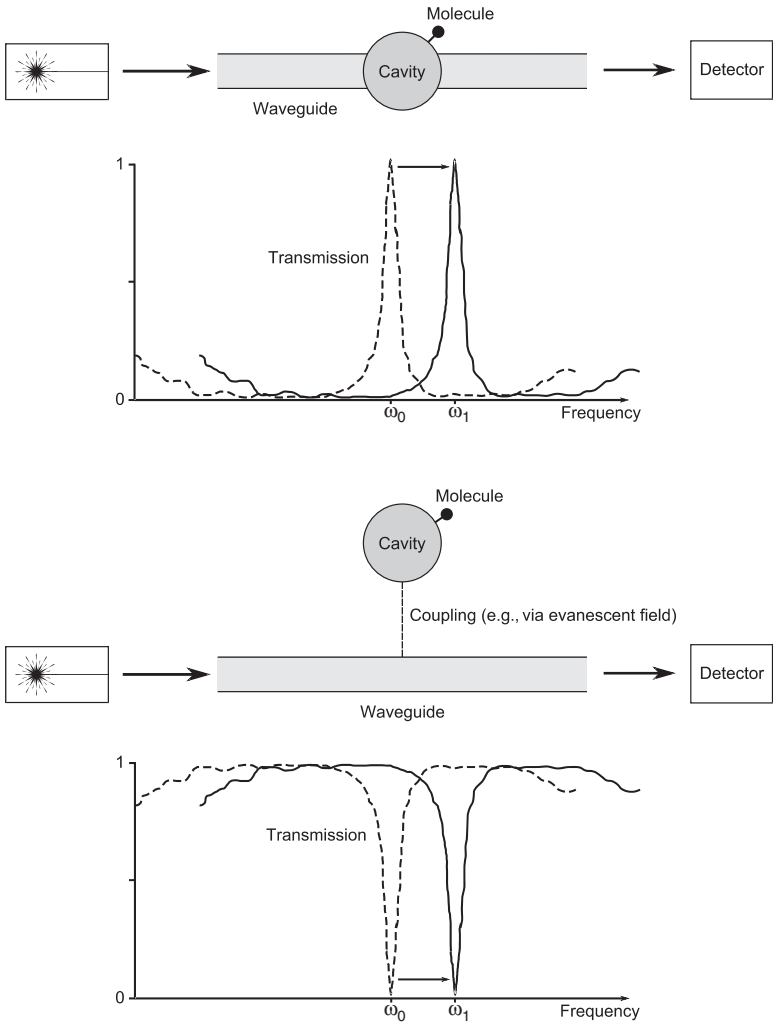 Molecule
Cavity
Detector
Waveguide
1
Transmission
0
ω0
ω1
Frequency
Molecule
Cavity
Coupling (e.g., via evanescent field)
Detector
Waveguide
1
Transmission
0
ω0
ω1
Frequency